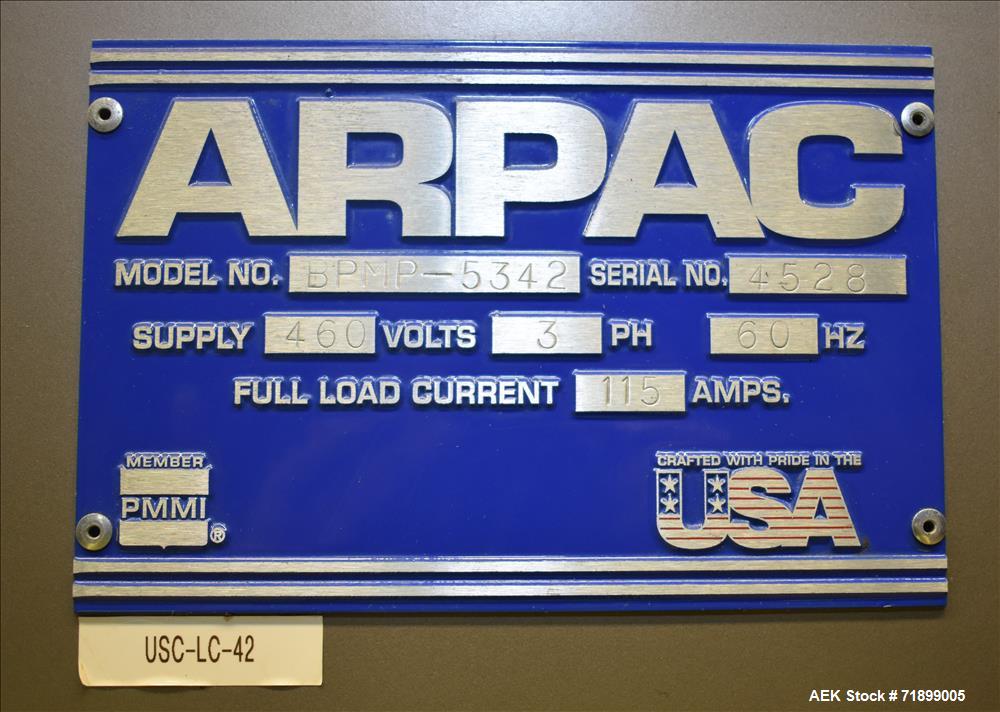 ARPAC
MODEL NO. BPMP-5342 SERIAL NO. 4528
SUPPLY 460 VOLTS 3 PH 60 HZ
FULL LOAD CURRENT 115 AMPS.
MEMBER
PMMI
®
CRAFTED WITH PRIDE IN THE
USA
USC-LC-42
AEK Stock # 71899005